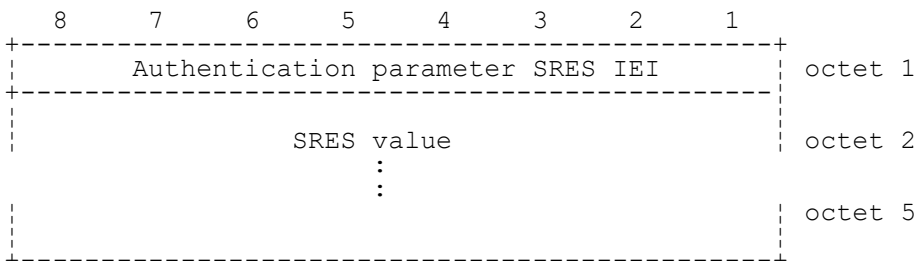 8 7 6 5 4 3 2 1
Authentication parameter SRES IEI octet 1
SRES value octet 2
:
:
octet 5